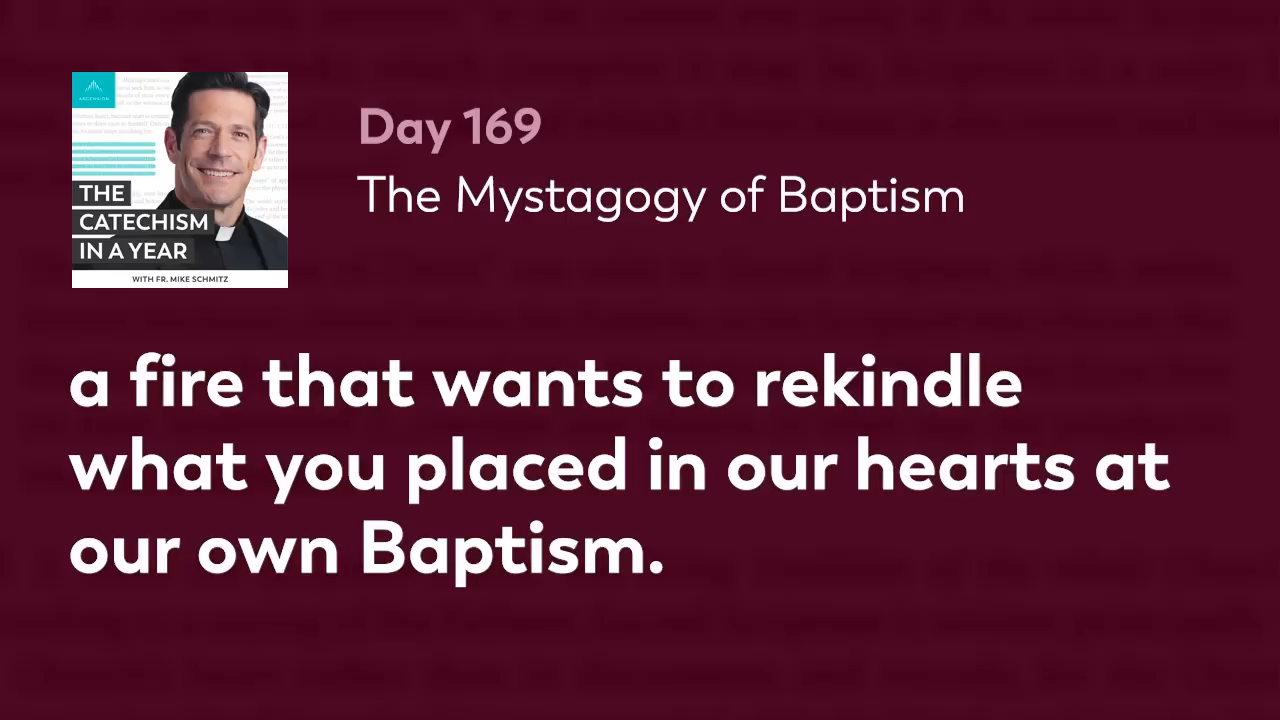 ASCENSION
THE
CATECHISM
IN A YEAR
WITH FR. MIKE SCHMITZ
Day 169
The Mystagogy of Baptism
a fire that wants to rekindle
what you placed in our hearts at
our own Baptism.